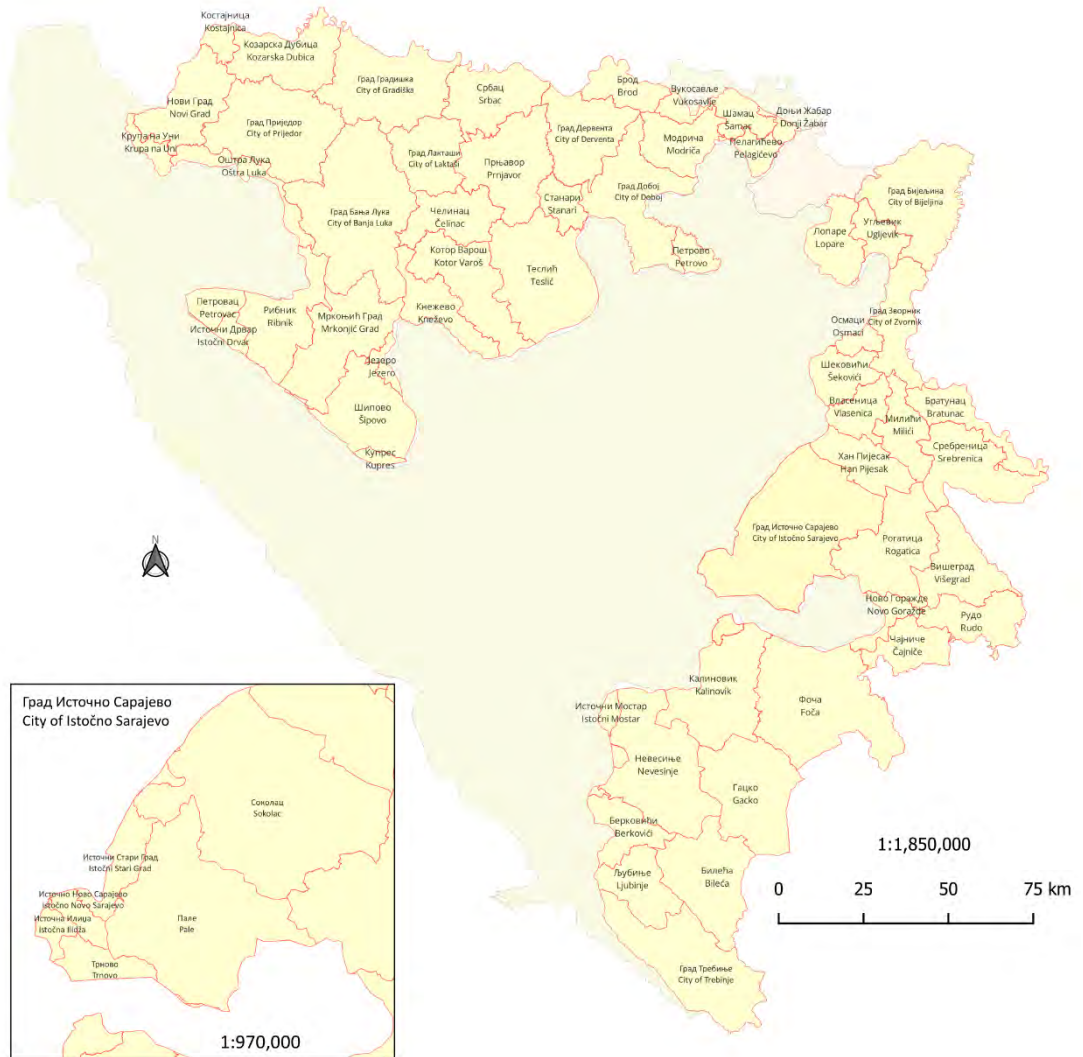 Костајница
Kostajnica
Козарска Дубица
Kozarska Dubica
Град Градишка
City of Gradiška
Србац
Srbac
Брод
Brod
Вукосавље
Vukosavlje
Шамац
Šamac
Доњи Жабар
Donji Žabar
Нови Град
Novi Grad
Град Приједор
City of Prijedor
Град Дервента
City of Derventa
Модрича
Modriča
Пелагићево
Pelagićevo
Крупа на Уни
Krupa na Uni
Оштра Лука
Oštra Luka
Град Лакташи
City of Laktaši
Прњавор
Prnjavor
Град Бијељина
City of Bijeljina
Град Бања Лука
City of Banja Luka
Челинац
Čelinac
Станари
Stanari
Град Добој
City of Doboj
Лопаре
Lopare
Угљевик
Ugljevik
Котор Варош
Kotor Varoš
Теслић
Teslić
Петрово
Petrovo
Петровац
Petrovac
Рибник
Ribnik
Мркоњић Град
Mrkonjić Grad
Кнежево
Kneževo
Источни Дрвар
Istočni Drvar
Град Зворник
City of Zvornik
Осмаци
Osmaci
Језеро
Jezero
Шековићи
Šekovići
Шипово
Šipovo
Власеница
Vlasenica
Милићи
Milići
Братунац
Bratunac
Купрес
Kupres
Хан Пијесак
Han Pijesak
Сребреница
Srebrenica
N
Град Источно Сарајево
City of Istočno Sarajevo
Рогатица
Rogatica
Вишеград
Višegrad
Ново Горажде
Novo Goražde
Рудо
Rudo
Чајниче
Čajniče
Калиновик
Kalinovik
Фоча
Foča
Источни Мостар
Istočni Mostar
Невесиње
Nevesinje
Гацко
Gacko
Берковићи
Berkovići
Љубиње
Ljubinje
Билећа
Bileća
Град Требиње
City of Trebinje
1:1,850,000
0 25 50 75 km
Град Источно Сарајево
City of Istočno Sarajevo
Соколац
Sokolac
Источни Стари Град
Istočni Stari Grad
Источно Ново Сарајево
Istočno Novo Sarajevo
Источна Илиџа
Istočna Ilidža
Пале
Pale
Трново
Trnovo
1:970,000